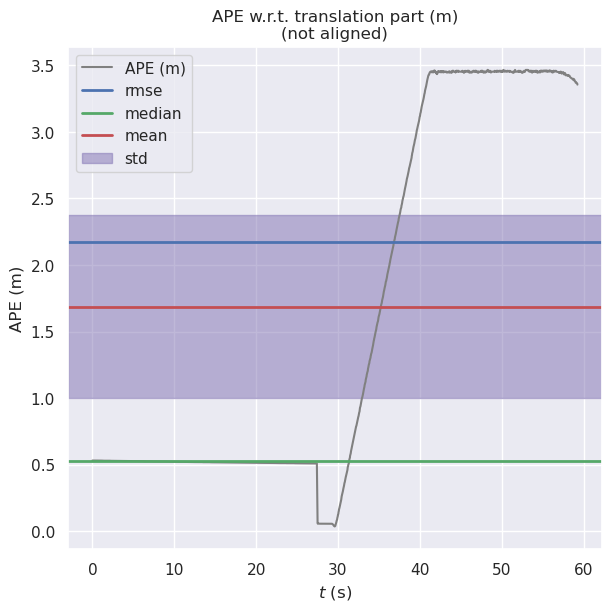 APE w.r.t. translation part (m)
(not aligned)
APE (m)
rmse
median
mean
std
3.5
3.0
2.5
2.0
1.5
1.0
0.5
0.0
APE (m)
0 10 20 30 40 50 60
t (s)